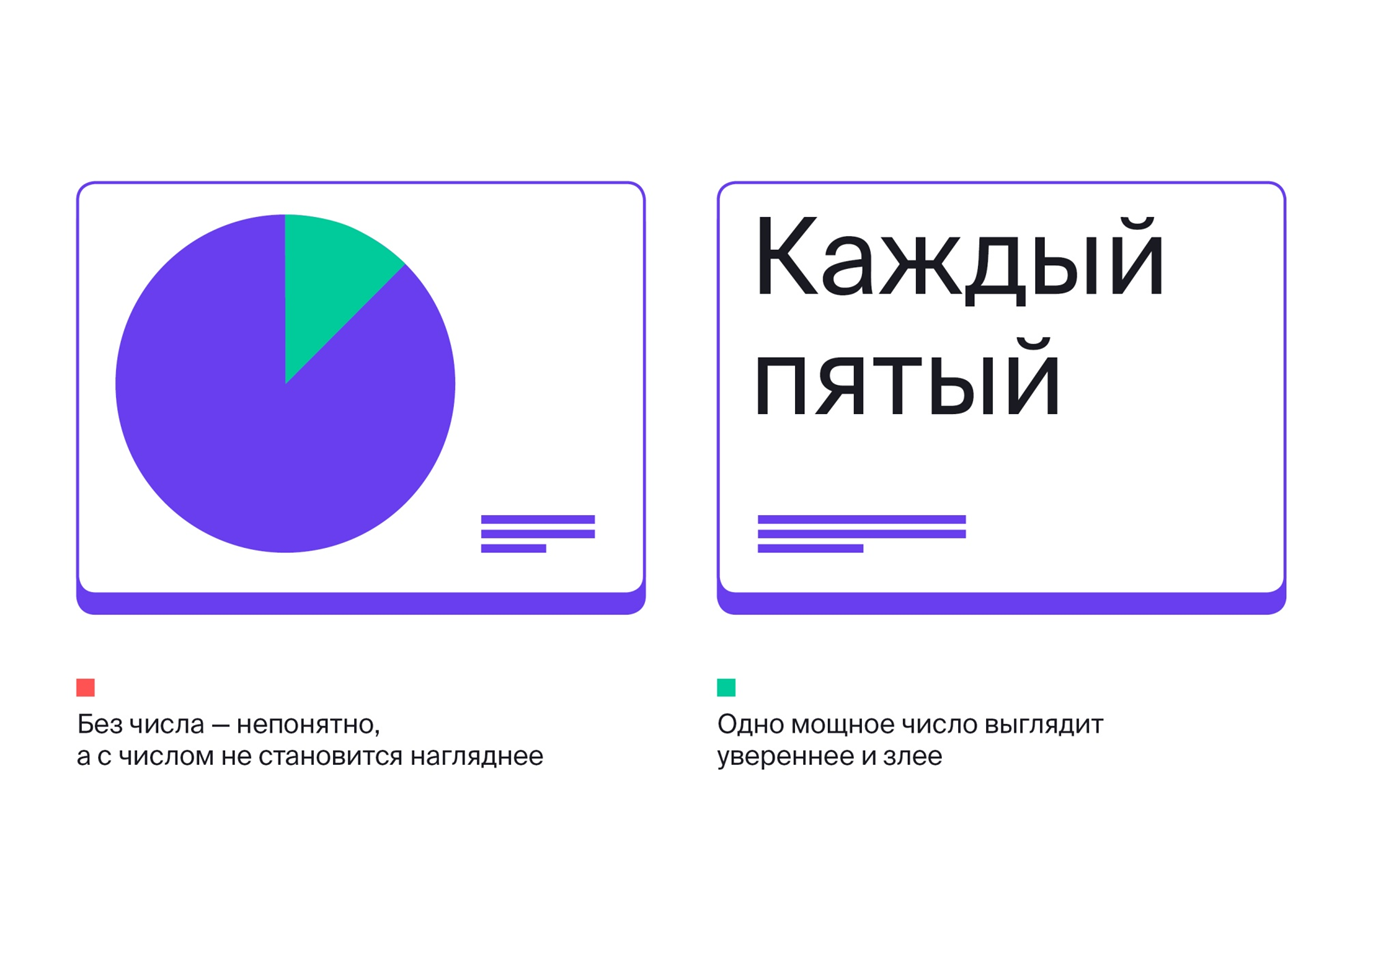 Каждый
пятый
Без числа — непонятно,
а с числом не становится нагляднее
Одно мощное число выглядит
увереннее и злее